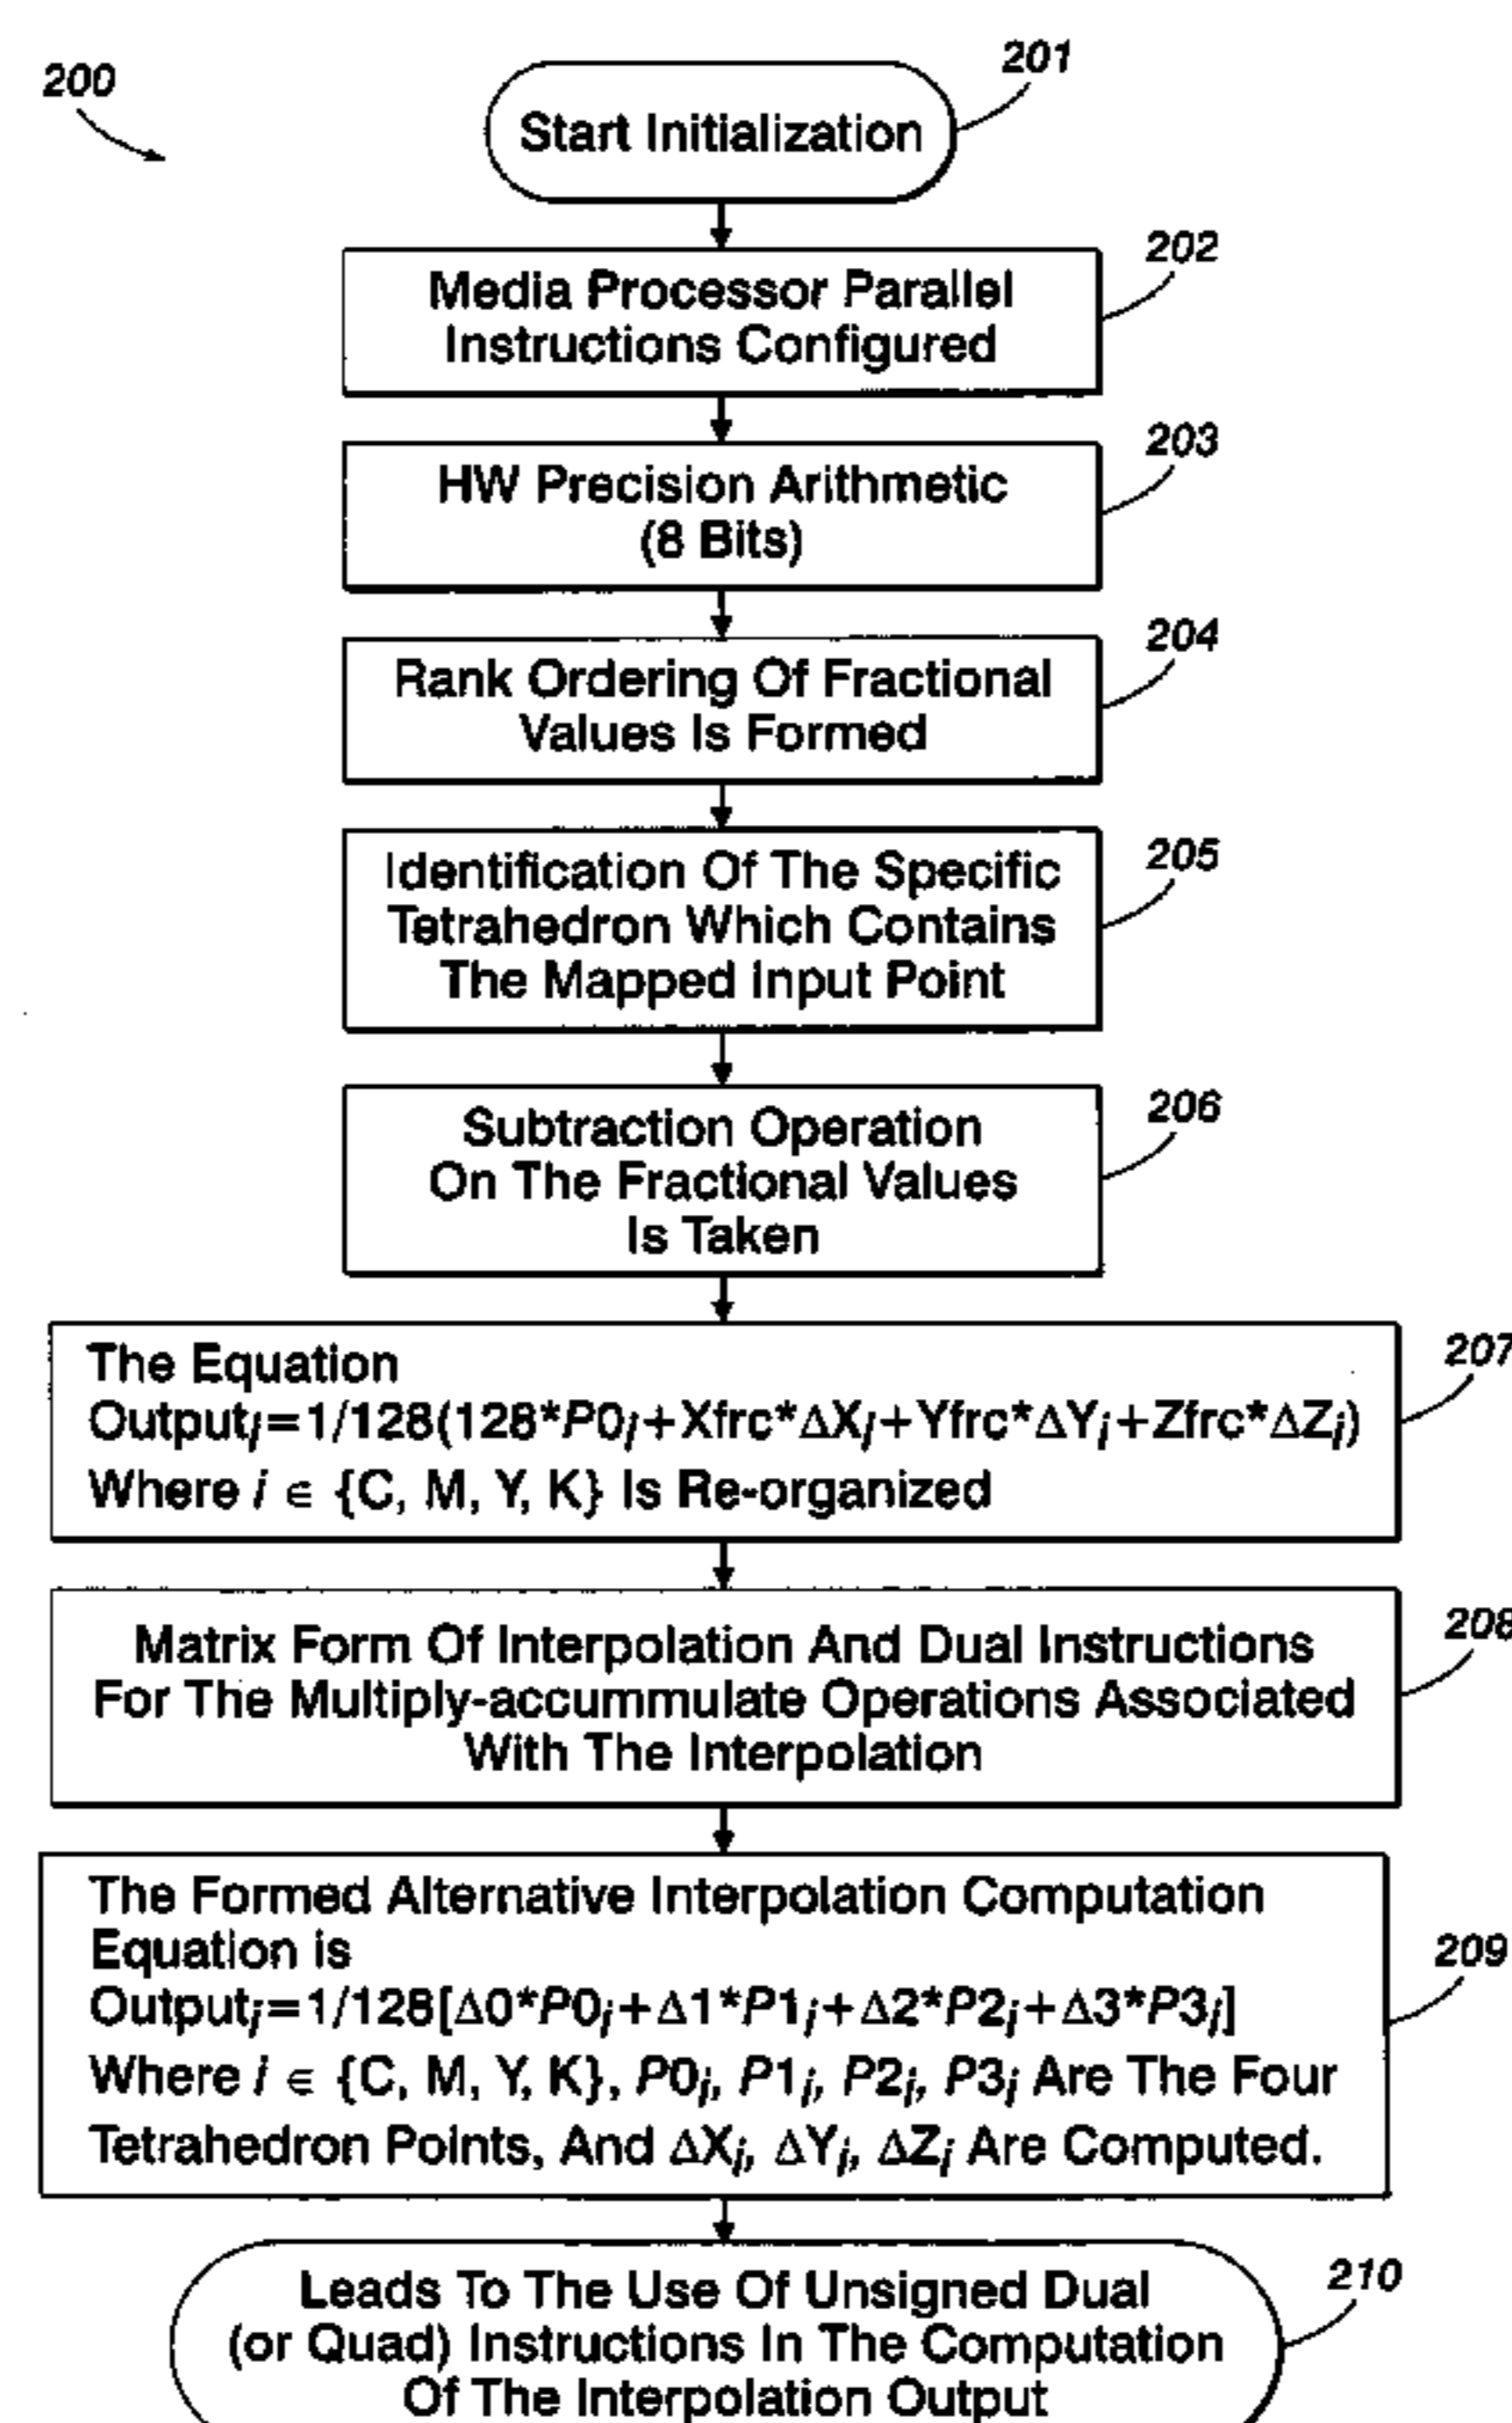 200
201
Start Initialization
202
Media Processor Parallel
Instructions Configured
203
HW Precision Arithmetic
(8 Bits)
204
Rank Ordering Of Fractional
Values Is Formed
205
Identification Of The Specific
Tetrahedron Which Contains
The Mapped Input Point
206
Subtraction Operation
On The Fractional Values
Is Taken
207
The Equation
Outputᵢ=1/128(128*P0ᵢ+Xfrc*ΔXᵢ+Yfrc*ΔYᵢ+Zfrc*ΔZᵢ)
Where i ∈ {C, M, Y, K} Is Re-organized
208
Matrix Form Of Interpolation And Dual Instructions
For The Multiply-accummulate Operations Associated
With The Interpolation
209
The Formed Alternative Interpolation Computation
Equation is
Outputᵢ=1/128[Δ0*P0ᵢ+Δ1*P1ᵢ+Δ2*P2ᵢ+Δ3*P3ᵢ]
Where i ∈ {C, M, Y, K}, P0ᵢ, P1ᵢ, P2ᵢ, P3ᵢ Are The Four
Tetrahedron Points, And ΔXᵢ, ΔYᵢ, ΔZᵢ Are Computed.
210
Leads To The Use Of Unsigned Dual
(or Quad) Instructions In The Computation
Of The Interpolation Output